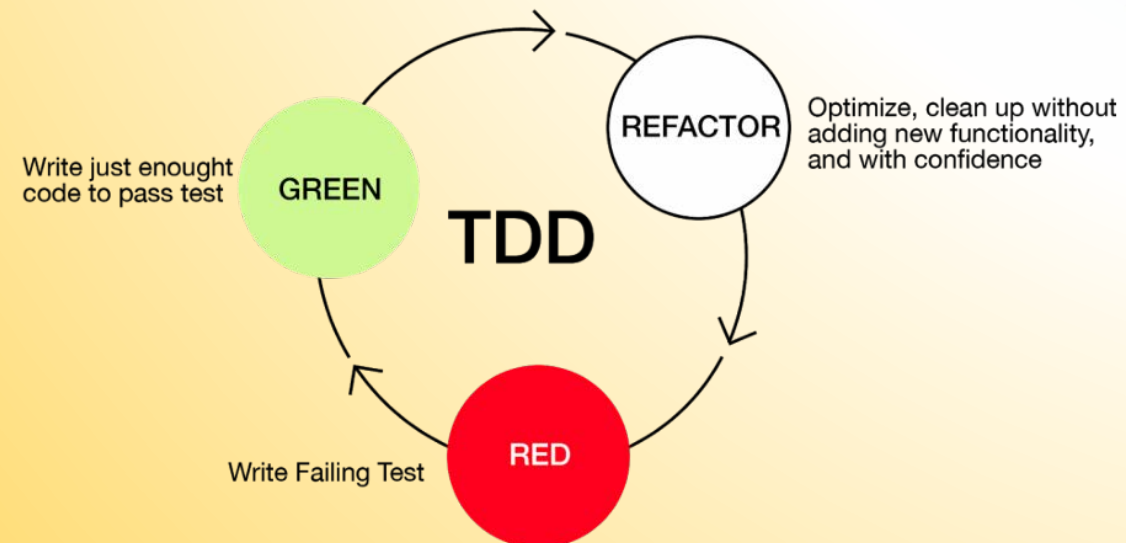 REFACTOR
Optimize, clean up without
adding new functionality,
and with confidence
Write just enought
code to pass test
GREEN
TDD
RED
Write Failing Test